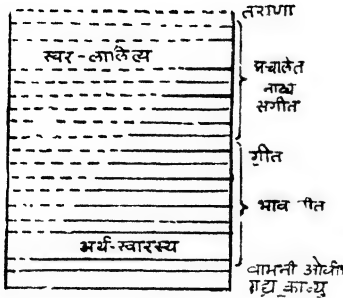 तराणा
स्वर-लालित्य
प्रचलित
नाट्य
संगीत
गीत
भाव गीत
अर्थ-स्वारस्य
वामनी ओवी
गद्य काव्य